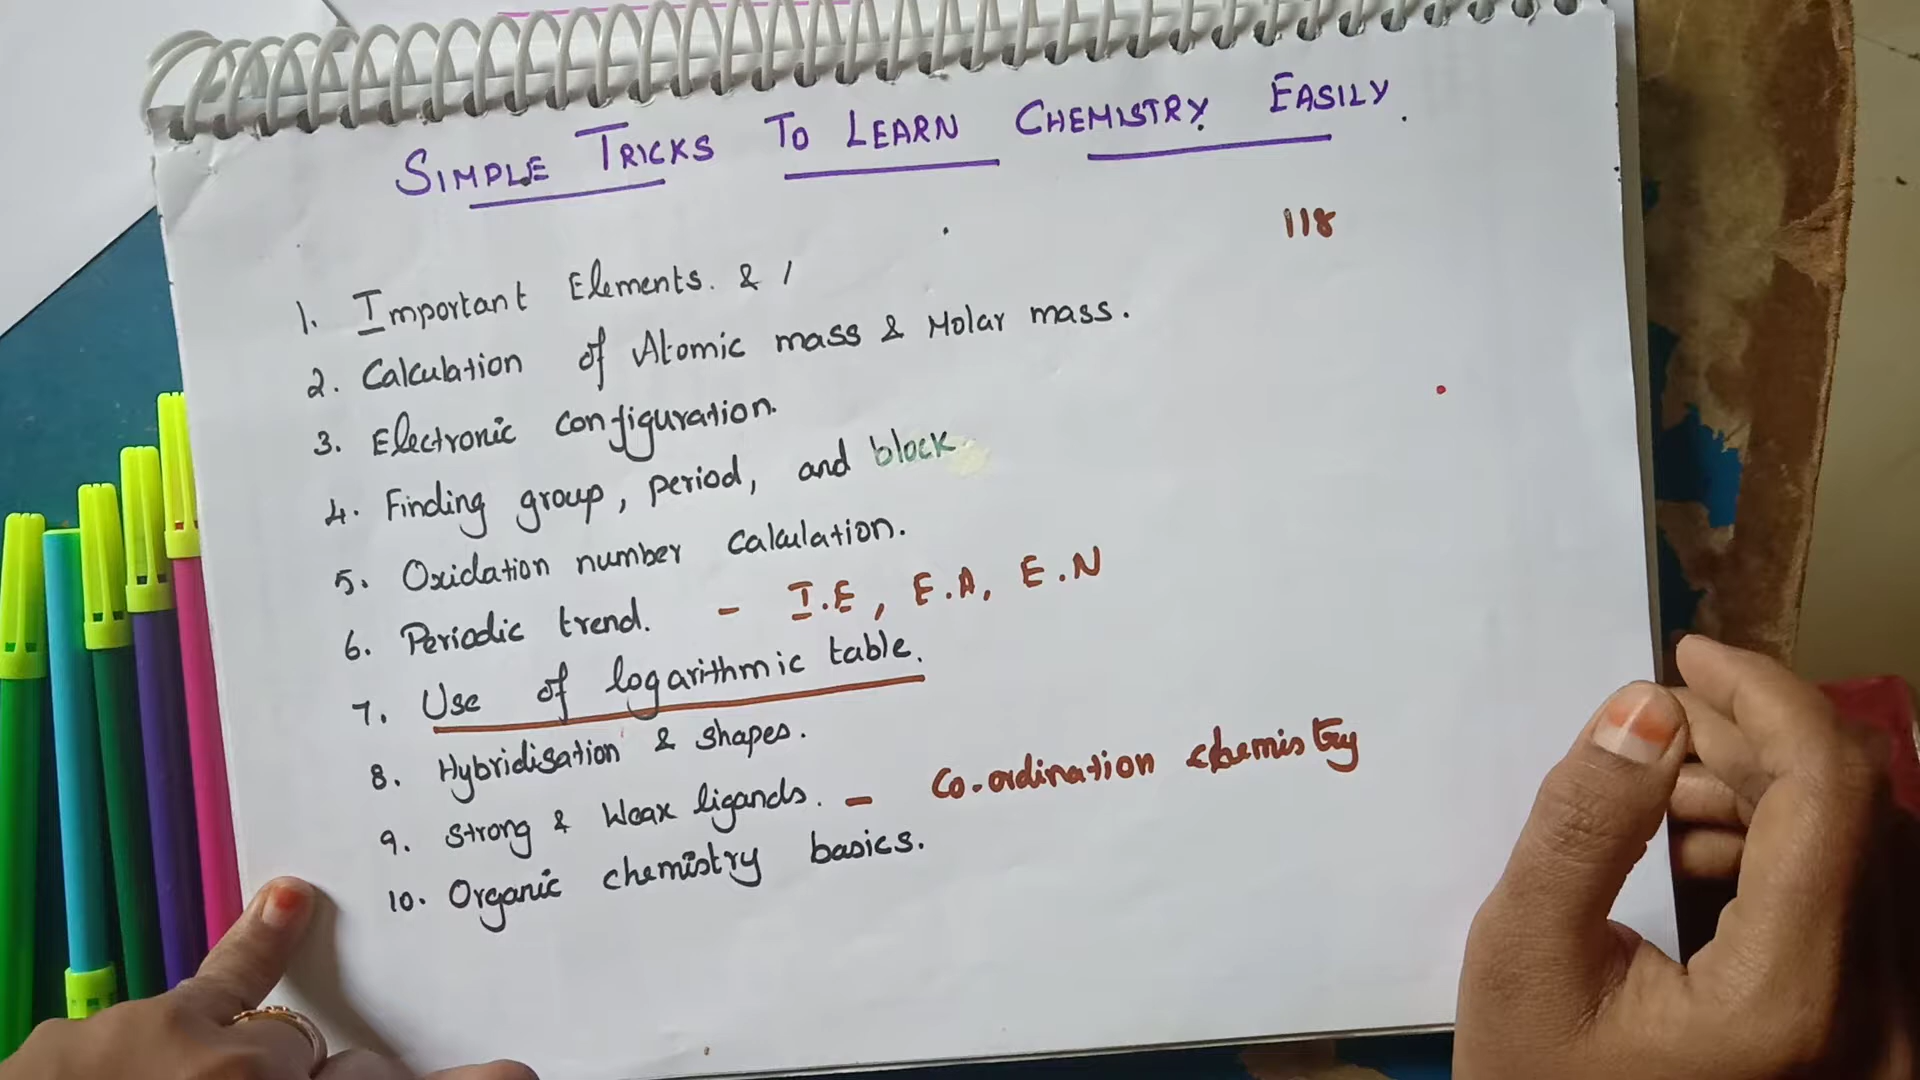 SIMPLE TRICKS TO LEARN CHEMISTRY EASILY.
118
1. Important Elements. & /
2. Calculation of Atomic mass & Molar mass.
3. Electronic configuration.
4. Finding group, period, and block
5. Oxidation number calculation.
6. Periodic trend. - I.E, E.A, E.N
7. Use of logarithmic table.
8. Hybridisation & shapes.
9. Strong & Weak ligands. - Co-ordination chemistry
10. Organic chemistry basics.